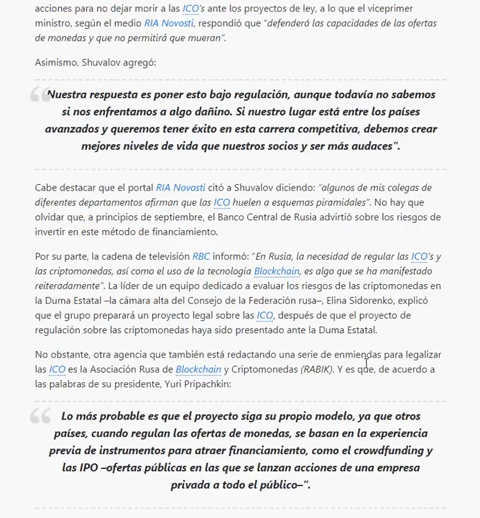 acciones para no dejar morir a las ICO's ante los proyectos de ley, a lo que el viceprimer
ministro, según el medio RIA Novosti, respondió que “defenderá las capacidades de las ofertas
de monedas y que no permitirá que mueran”.
Asimismo, Shuvalov agregó:
Nuestra respuesta es poner esto bajo regulación, aunque todavía no sabemos
si nos enfrentamos a algo dañino. Si nuestro lugar está entre los países
avanzados y queremos tener éxito en esta carrera competitiva, debemos crear
mejores niveles de vida que nuestros socios y ser más audaces”.
Cabe destacar que el portal RIA Novosti citó a Shuvalov diciendo: “algunos de mis colegas de
diferentes departamentos afirman que las ICO huelen a esquemas piramidales”. No hay que
olvidar que, a principios de septiembre, el Banco Central de Rusia advirtió sobre los riesgos de
invertir en este método de financiamiento.
Por su parte, la cadena de televisión RBC informó: “En Rusia, la necesidad de regular las ICO's y
las criptomonedas, así como el uso de la tecnología Blockchain, es algo que se ha manifestado
reiteradamente”. La líder de un equipo dedicado a evaluar los riesgos de las criptomonedas en
la Duma Estatal –la cámara alta del Consejo de la Federación rusa–, Elina Sidorenko, explicó
que el grupo preparará un proyecto legal sobre las ICO, después de que el proyecto de
regulación sobre las criptomonedas haya sido presentado ante la Duma Estatal.
No obstante, otra agencia que también está redactando una serie de enmiendas para legalizar
las ICO es la Asociación Rusa de Blockchain y Criptomonedas (RABIK). Y es que, de acuerdo a
las palabras de su presidente, Yuri Pripachkin:
Lo más probable es que el proyecto siga su propio modelo, ya que otros
países, cuando regulan las ofertas de monedas, se basan en la experiencia
previa de instrumentos para atraer financiamiento, como el crowdfunding y
las IPO –ofertas públicas en las que se lanzan acciones de una empresa
privada a todo el público–”.